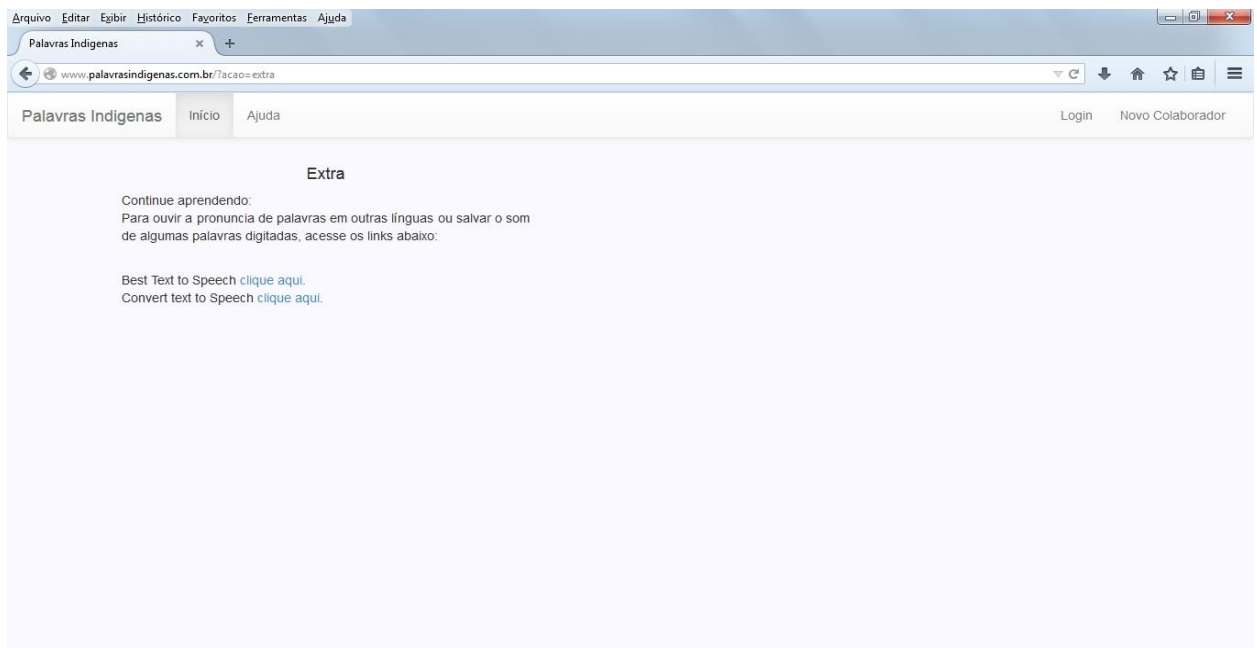 Arquivo Editar Exibir Histórico Favoritos Ferramentas Ajuda
Palavras Indigenas
www.palavrasindigenas.com.br/?acao=extra
Palavras Indigenas Início Ajuda Login Novo Colaborador
Extra
Continue aprendendo:
Para ouvir a pronuncia de palavras em outras línguas ou salvar o som
de algumas palavras digitadas, acesse os links abaixo:
Best Text to Speech clique aqui.
Convert text to Speech clique aqui.